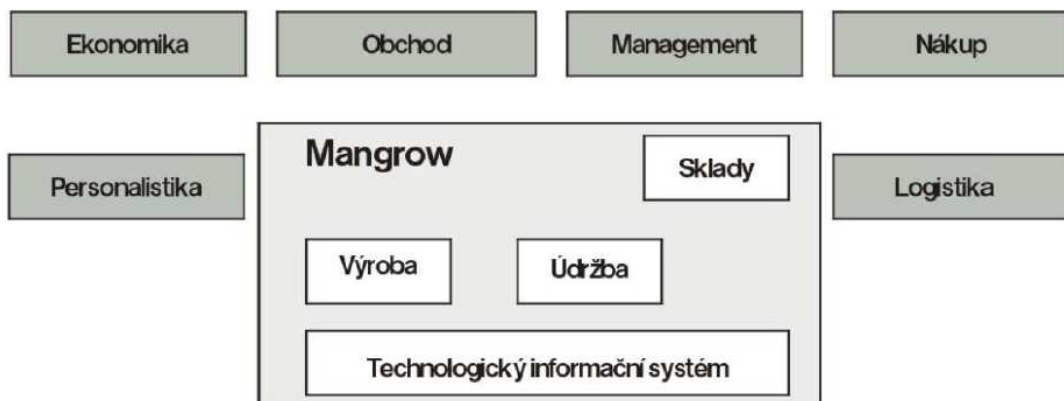 Ekonomika
Obchod
Management
Nákup
Personalistika
Mangrow
Sklady
Logistika
Výroba
Údržba
Technologický informační systém